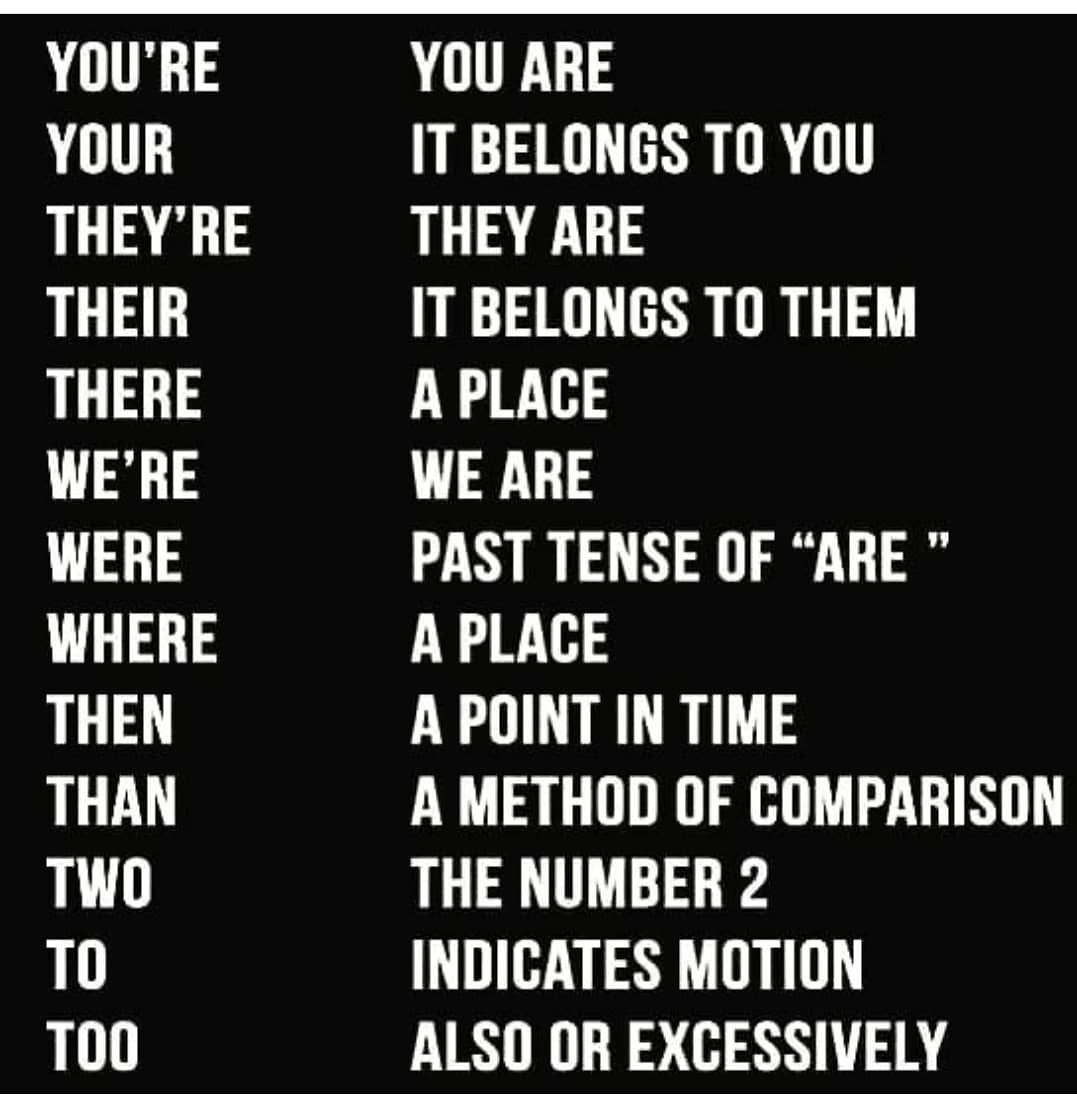 YOU'RE YOU ARE
YOUR IT BELONGS TO YOU
THEY'RE THEY ARE
THEIR IT BELONGS TO THEM
THERE A PLACE
WE'RE WE ARE
WERE PAST TENSE OF “ARE ”
WHERE A PLACE
THEN A POINT IN TIME
THAN A METHOD OF COMPARISON
TWO THE NUMBER 2
TO INDICATES MOTION
TOO ALSO OR EXCESSIVELY